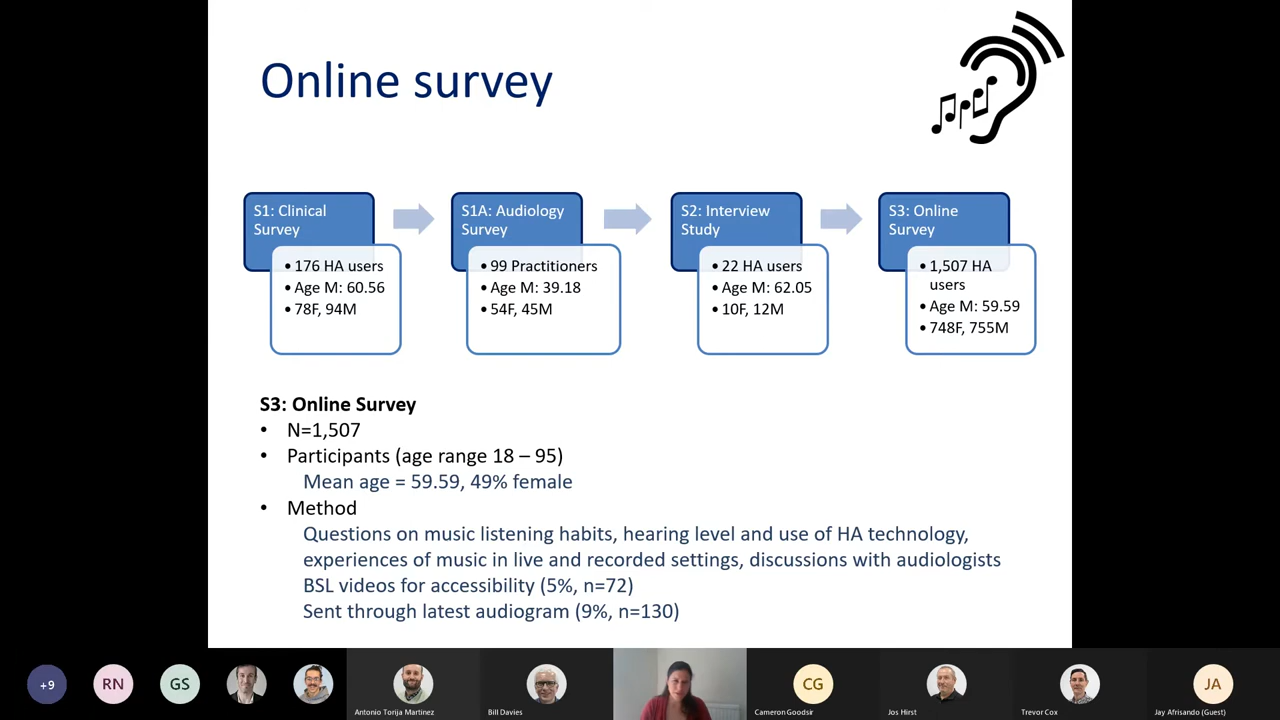 Online survey
S1: Clinical
Survey
• 176 HA users
• Age M: 60.56
• 78F, 94M
S1A: Audiology
Survey
• 99 Practitioners
• Age M: 39.18
• 54F, 45M
S2: Interview
Study
• 22 HA users
• Age M: 62.05
• 10F, 12M
S3: Online
Survey
• 1,507 HA
users
• Age M: 59.59
• 748F, 755M
S3: Online Survey
• N=1,507
• Participants (age range 18 – 95)
Mean age = 59.59, 49% female
• Method
Questions on music listening habits, hearing level and use of HA technology,
experiences of music in live and recorded settings, discussions with audiologists
BSL videos for accessibility (5%, n=72)
Sent through latest audiogram (9%, n=130)
+9
RN
GS
Antonio Torija Martinez
Bill Davies
CG
Cameron Goodsir
Jos Hirst
Trevor Cox
JA
Jay Afrisando (Guest)